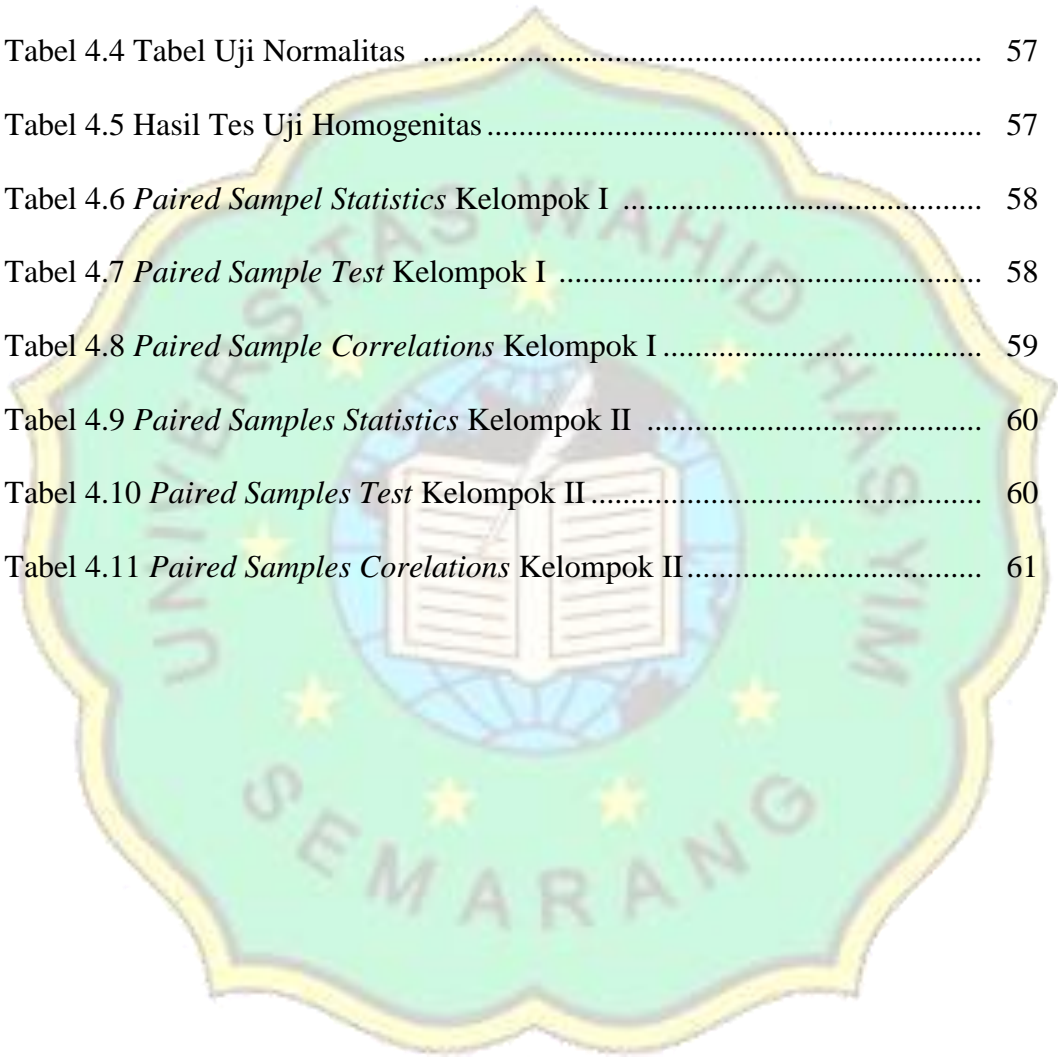 Tabel 4.4 Tabel Uji Normalitas ................................................................... 57
Tabel 4.5 Hasil Tes Uji Homogenitas ............................................................ 57
Tabel 4.6 Paired Sampel Statistics Kelompok I ........................................... 58
Tabel 4.7 Paired Sample Test Kelompok I ................................................... 58
Tabel 4.8 Paired Sample Correlations Kelompok I ....................................... 59
Tabel 4.9 Paired Samples Statistics Kelompok II ........................................ 60
Tabel 4.10 Paired Samples Test Kelompok II ............................................... 60
Tabel 4.11 Paired Samples Corelations Kelompok II ................................... 61
UNIVERSITAS WAHID HASYIM
SEMARANG